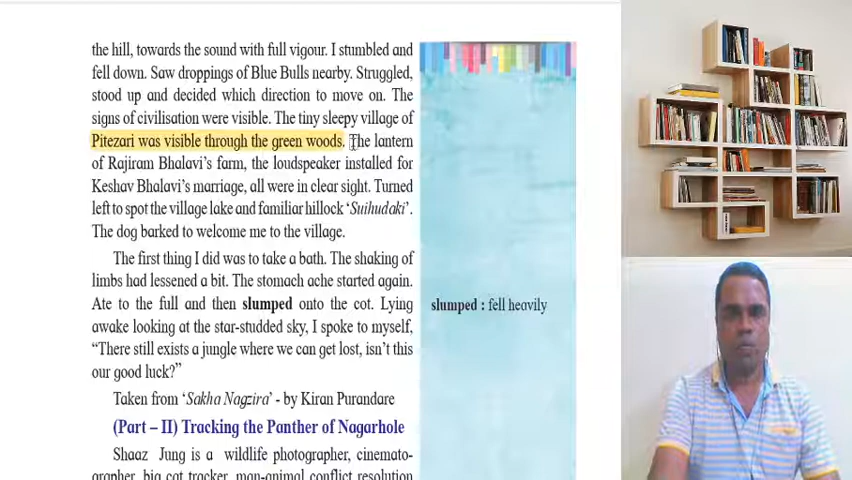 the hill, towards the sound with full vigour. I stumbled and
fell down. Saw droppings of Blue Bulls nearby. Struggled,
stood up and decided which direction to move on. The
signs of civilisation were visible. The tiny sleepy village of
Pitezari was visible through the green woods. The lantern
of Rajiram Bhalavi's farm, the loudspeaker installed for
Keshav Bhalavi's marriage, all were in clear sight. Turned
left to spot the village lake and familiar hillock 'Suihudaki'.
The dog barked to welcome me to the village.
The first thing I did was to take a bath. The shaking of
limbs had lessened a bit. The stomach ache started again.
Ate to the full and then slumped onto the cot. Lying
awake looking at the star-studded sky, I spoke to myself,
“There still exists a jungle where we can get lost, isn't this
our good luck?”
Taken from 'Sakha Nagzira' - by Kiran Purandare
(Part – II) Tracking the Panther of Nagarhole
Shaaz Jung is a wildlife photographer, cinemato-
grapher, big cat tracker, man-animal conflict resolution
slumped : fell heavily